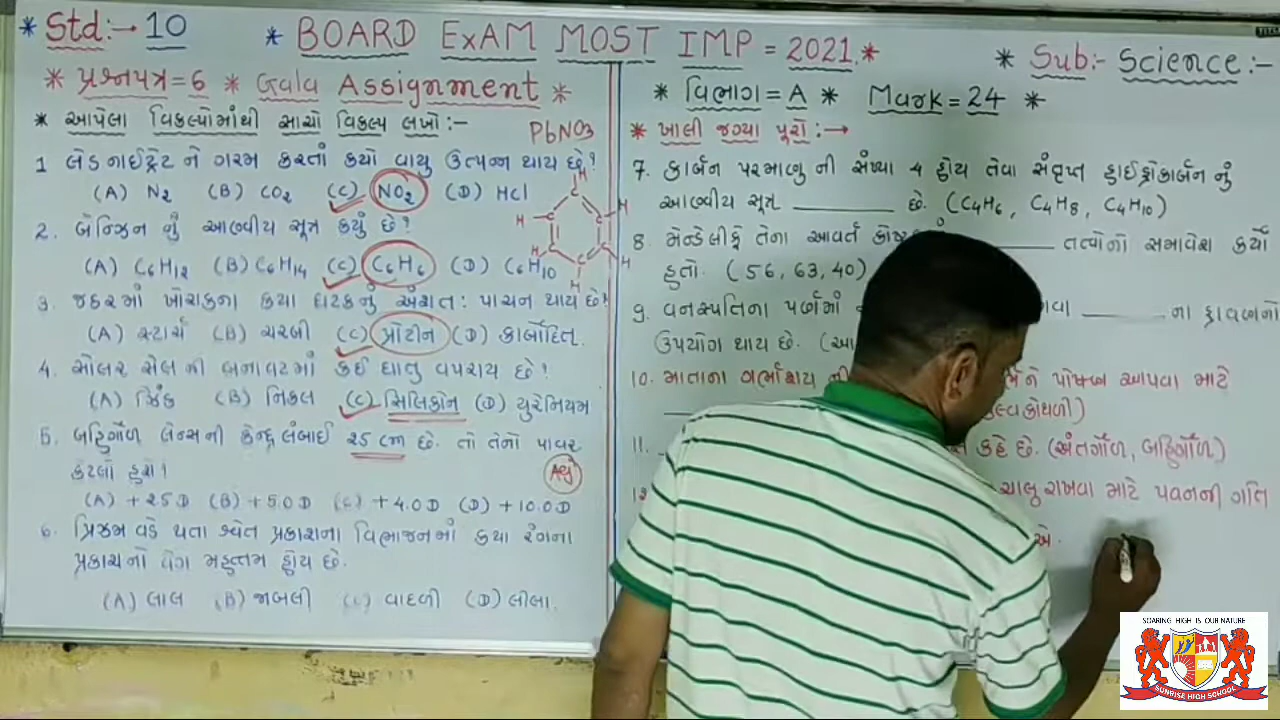 * Std:→ 10
* BOARD ExAM MOST IMP = 2021 *
* Sub:- Science:-
* પ્રશ્નપત્ર = 6 * Gala Assignment *
* વિભાગ = A * Mark = 24 *
* આપેલા વિકલ્પોમાંથી સાચો વિકલ્પ લખો:-
PbNO3
1 લેડ નાઈટ્રેટ ને ગરમ કરતાં કયો વાયુ ઉત્પન્ન થાય છે?
(A) N2 (B) CO2 (C) NO2 (D) HCl
2. બેન્ઝિન નું આણ્વીય સૂત્ર કયું છે?
(A) C6H12 (B) C6H14 (C) C6H6 (D) C6H10
H
H H
H H
H
3. જઠરમાં ખોરાકના કયા ઘટકનું અંશત: પાચન થાય છે!
(A) સ્ટાર્ચ (B) ચરબી (C) પ્રોટીન (D) કાર્બોદિત.
4. સોલર સેલ ની બનાવટમાં કઈ ધાતુ વપરાય છે!
(A) ઝિંક (B) નિકલ (C) સિલિકોન (D) યુરેનિયમ
5. બહિર્ગોળ લેન્સની કેન્દ્ર લંબાઈ 25 cm છે. તો તેનો પાવર
કેટલો હશે!
(A) +25D (B) +5.0D (C) +4.0D (D) +10.0D
6. પ્રિઝમ વડે થતા શ્વેત પ્રકાશના વિભાજનમાં કયા રંગના
પ્રકાશનો વેગ મહત્તમ હોય છે.
(A) લાલ (B) જાંબલી (C) વાદળી (D) લીલા.
* ખાલી જગ્યા પૂરો:→
7. કાર્બન પરમાણુ ની સંખ્યા 4 હોય તેવા સંતૃપ્ત હાઈડ્રોકાર્બન નું
આણ્વીય સૂત્ર ________ છે. (C4H6, C4H8, C4H10)
8. મેન્ડેલીફે તેના આવર્ત ________ તત્વોનો સમાવેશ કર્યો
હતો. (56, 63, 40)
9. વનસ્પતિના પર્ણમાં ________ ના દ્રાવણનો
ઉપયોગ થાય છે.
10. માતાના ગર્ભાશય ની પોષણ આપવા માટે
11. કહે છે. (અંતર્ગોળ, બહિર્ગોળ)
12 ચાલુ રાખવા માટે પવનની ગતિ
SOARING HIGH IS OUR NATURE
SUNRISE HIGH SCHOOL